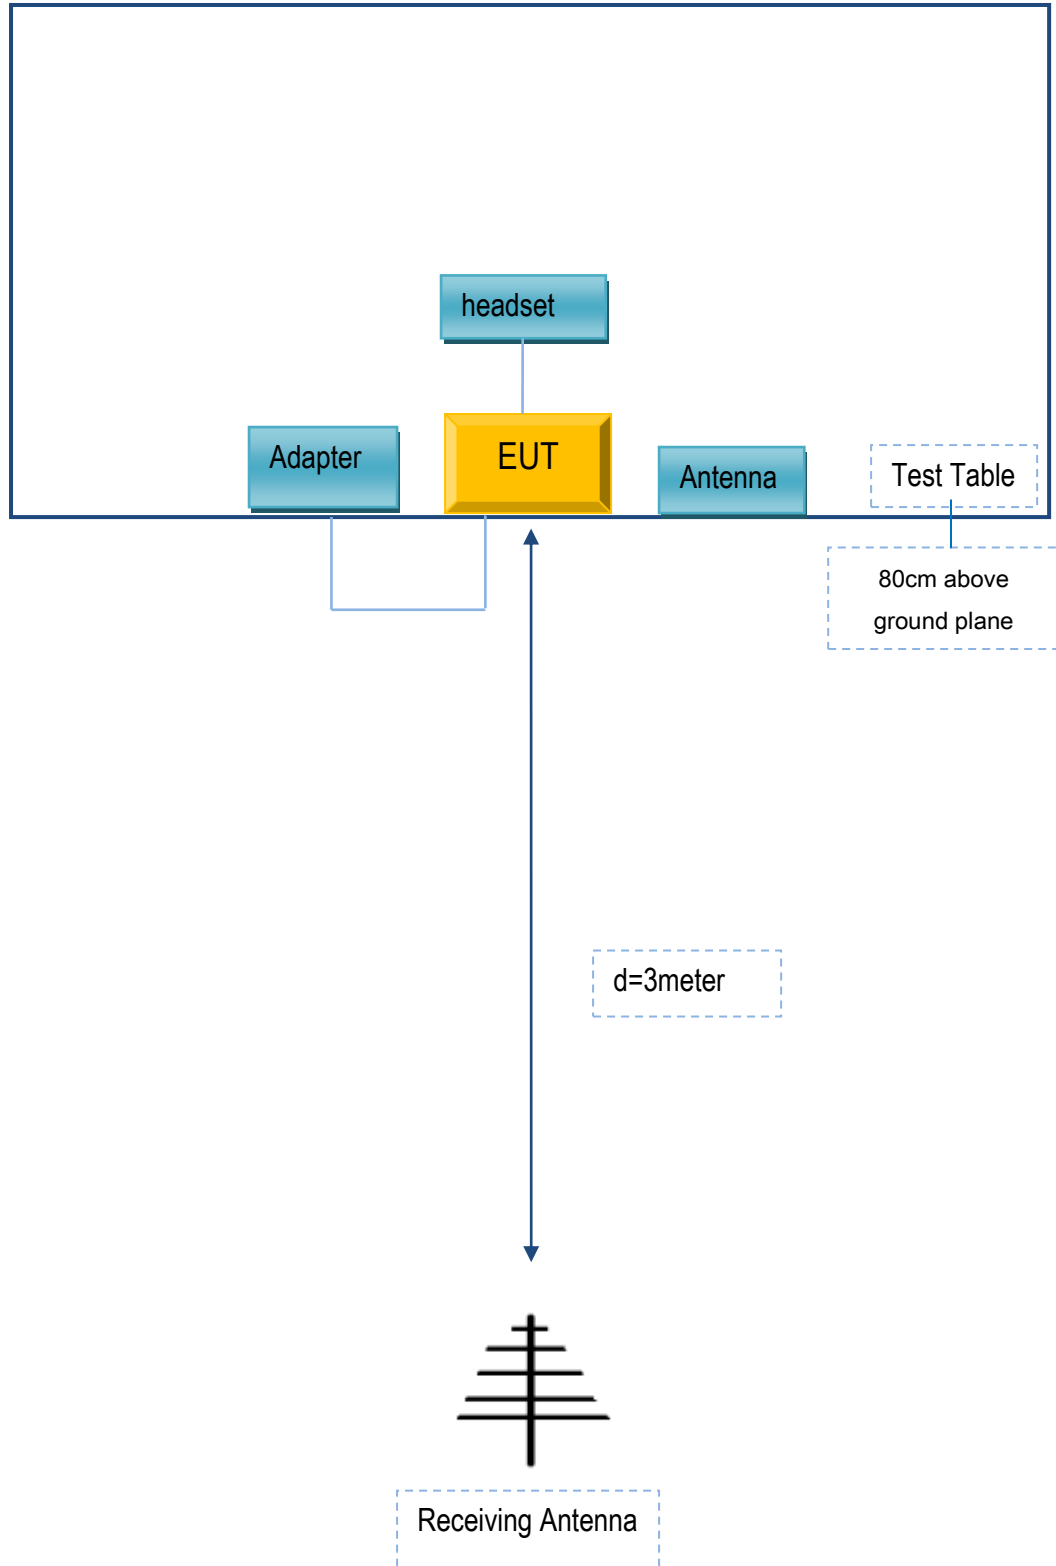 headset
Adapter
EUT
Antenna
Test Table
80cm above
ground plane
d=3meter
Receiving Antenna